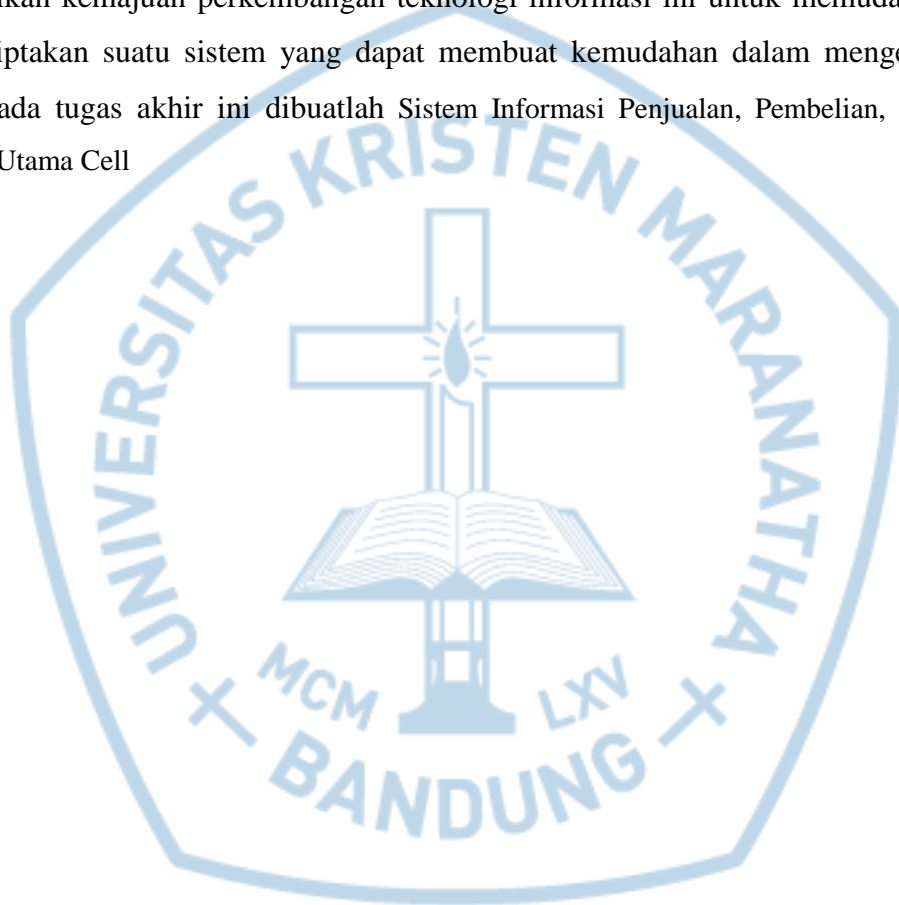 kan kemajuan perkembangan teknologi informasi ini untuk memuda
iptakan suatu sistem yang dapat membuat kemudahan dalam menge
ada tugas akhir ini dibuatlah Sistem Informasi Penjualan, Pembelian,
Utama Cell
UNIVERSITAS KRISTEN MARANATHA
MCM LXV
BANDUNG